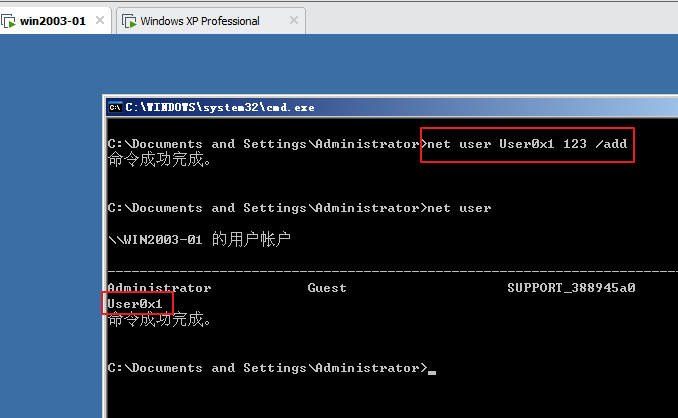 win2003-01 Windows XP Professional
C:\WINDOWS\system32\cmd.exe
C:\Documents and Settings\Administrator>net user User0x1 123 /add
命令成功完成。
C:\Documents and Settings\Administrator>net user
\\WIN2003-01 的用户帐户
-------------------------------------------------------------------------------
Administrator Guest SUPPORT_388945a0
User0x1
命令成功完成。
C:\Documents and Settings\Administrator>_